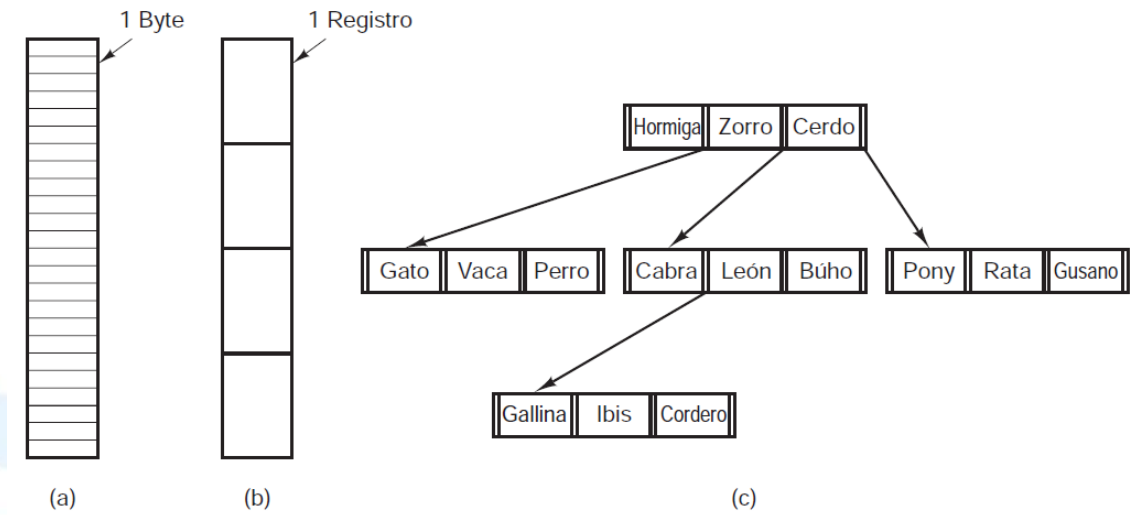 1 Byte
1 Registro
Hormiga Zorro Cerdo
Gato Vaca Perro
Cabra León Búho
Pony Rata Gusano
Gallina Ibis Cordero
(a)
(b)
(c)